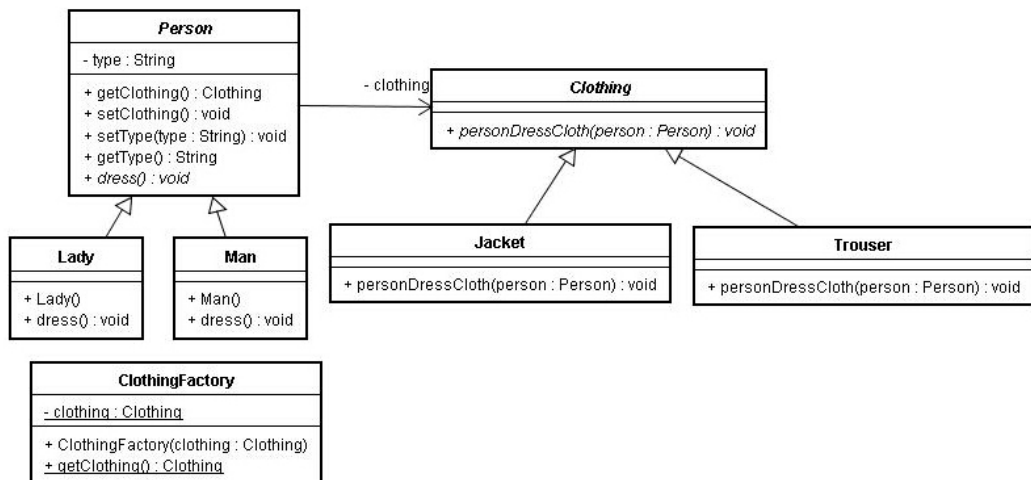 Person
- type : String
+ getClothing() : Clothing
+ setClothing() : void
+ setType(type : String) : void
+ getType() : String
+ dress() : void
- clothing
Clothing
+ personDressCloth(person : Person) : void
Lady
+ Lady()
+ dress() : void
Man
+ Man()
+ dress() : void
Jacket
+ personDressCloth(person : Person) : void
Trouser
+ personDressCloth(person : Person) : void
ClothingFactory
- clothing : Clothing
+ ClothingFactory(clothing : Clothing)
+ getClothing() : Clothing